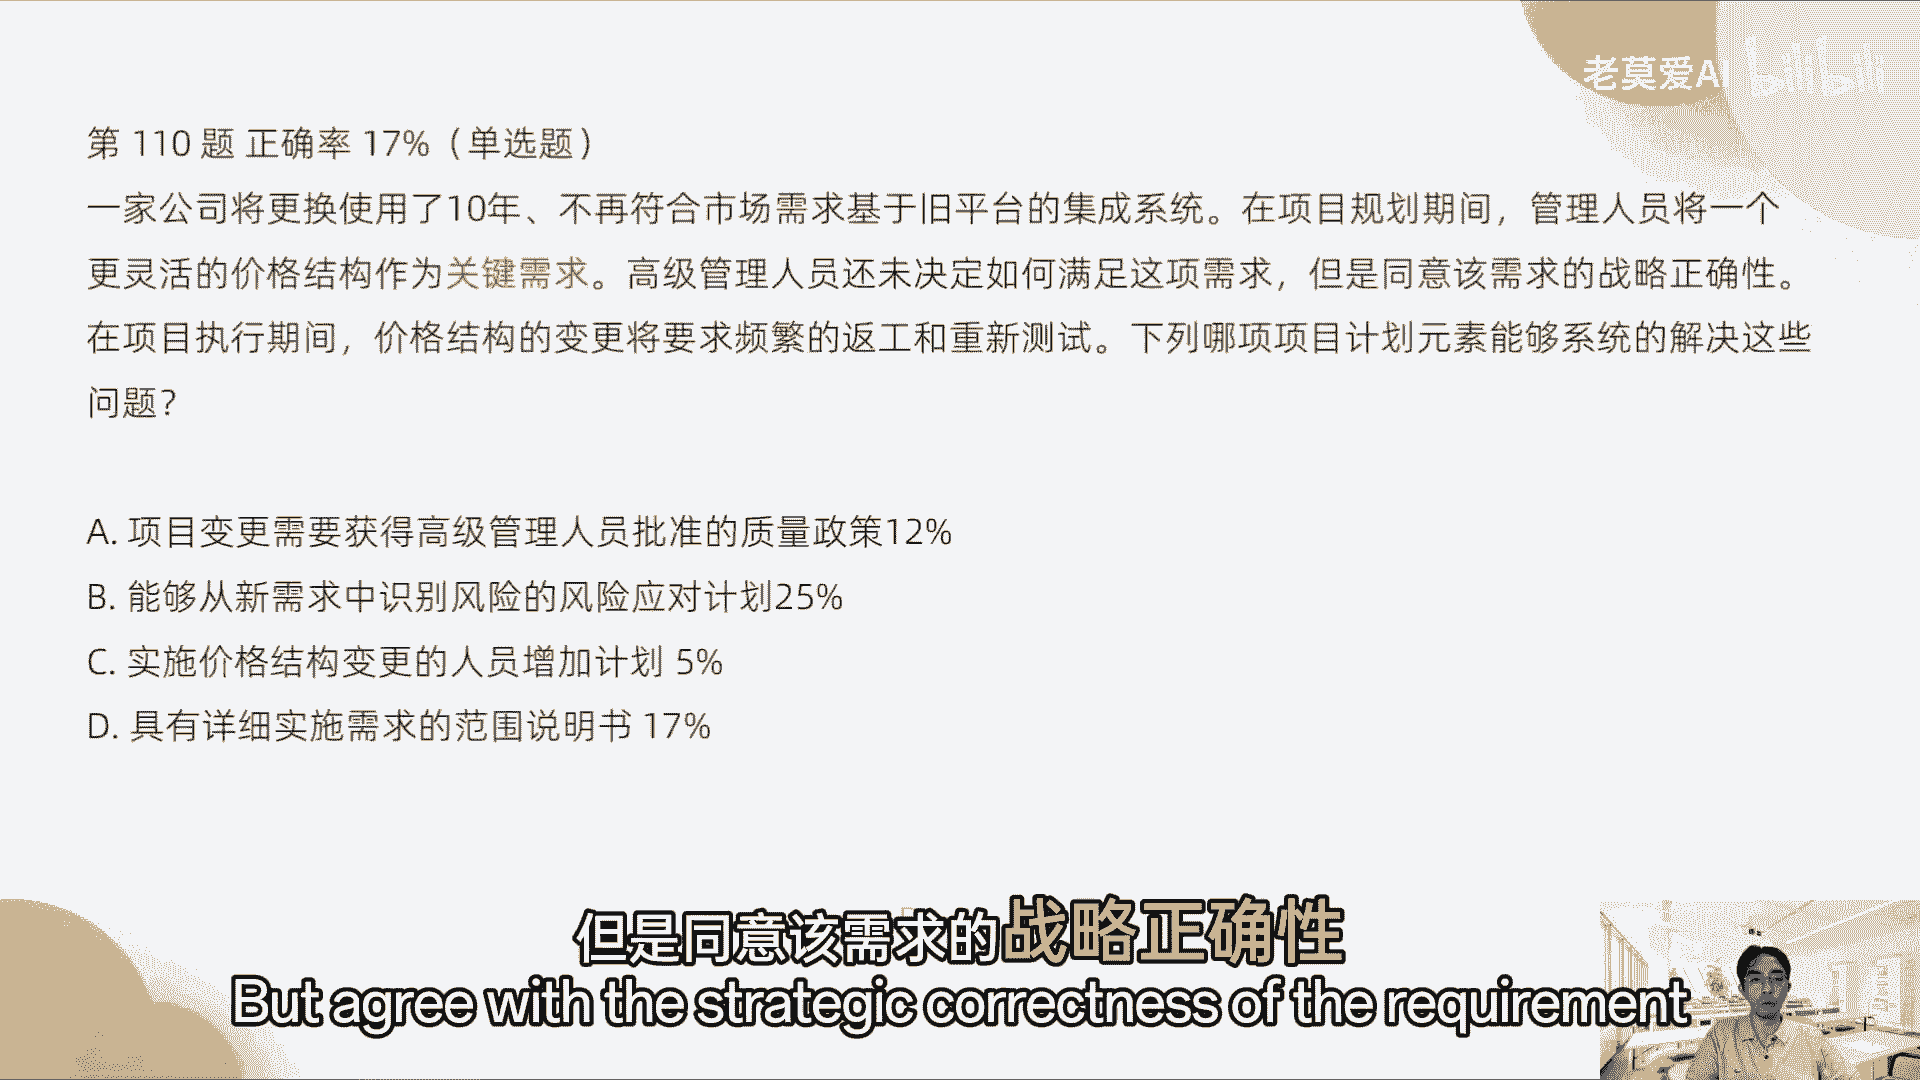 老莫爱AI bilibili
第 110 题 正确率 17%（单选题）
一家公司将更换使用了10年、不再符合市场需求基于旧平台的集成系统。在项目规划期间，管理人员将一个
更灵活的价格结构作为关键需求。高级管理人员还未决定如何满足这项需求，但是同意该需求的战略正确性。
在项目执行期间，价格结构的变更将要求频繁的返工和重新测试。下列哪项项目计划元素能够系统的解决这些
问题？
A. 项目变更需要获得高级管理人员批准的质量政策12%
B. 能够从新需求中识别风险的风险应对计划25%
C. 实施价格结构变更的人员增加计划 5%
D. 具有详细实施需求的范围说明书 17%
但是同意该需求的战略正确性
But agree with the strategic correctness of the requirement